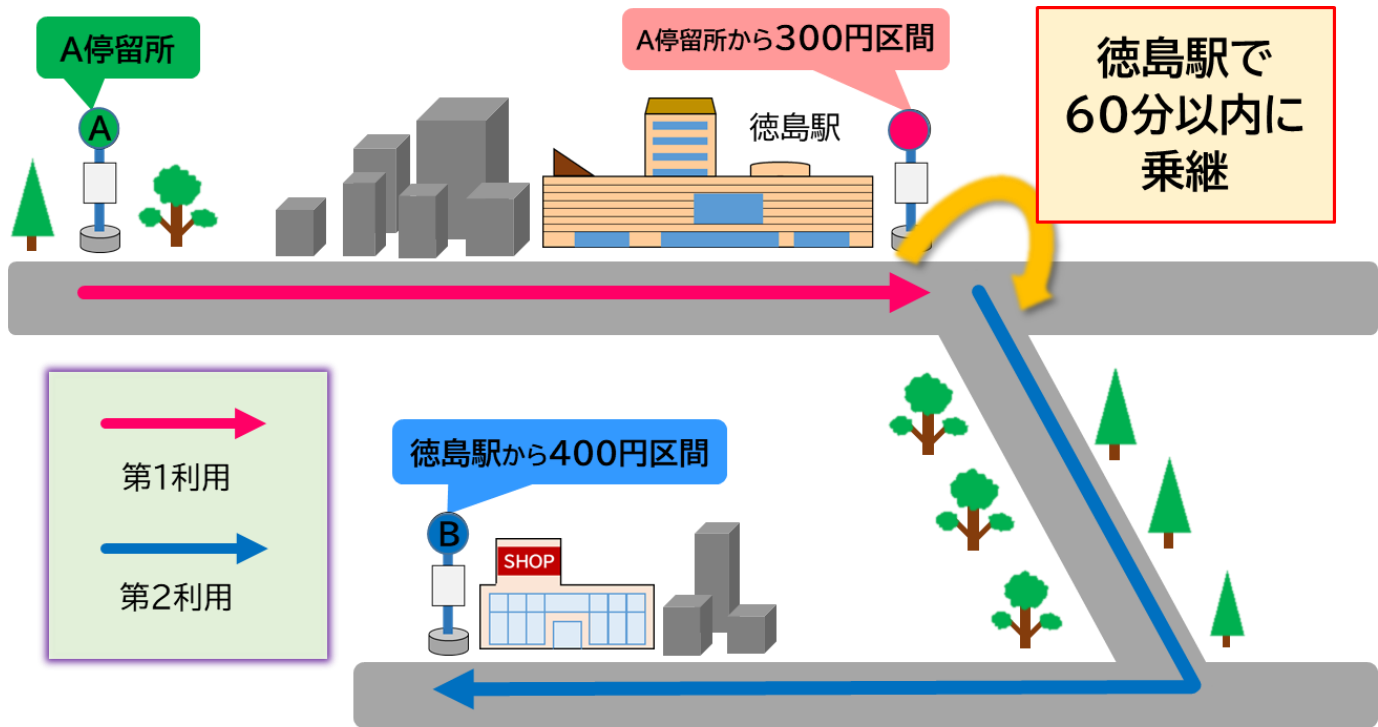 A停留所
A停留所から300円区間
徳島駅で
60分以内に
乗継
A
徳島駅
第1利用
第2利用
徳島駅から400円区間
B
SHOP